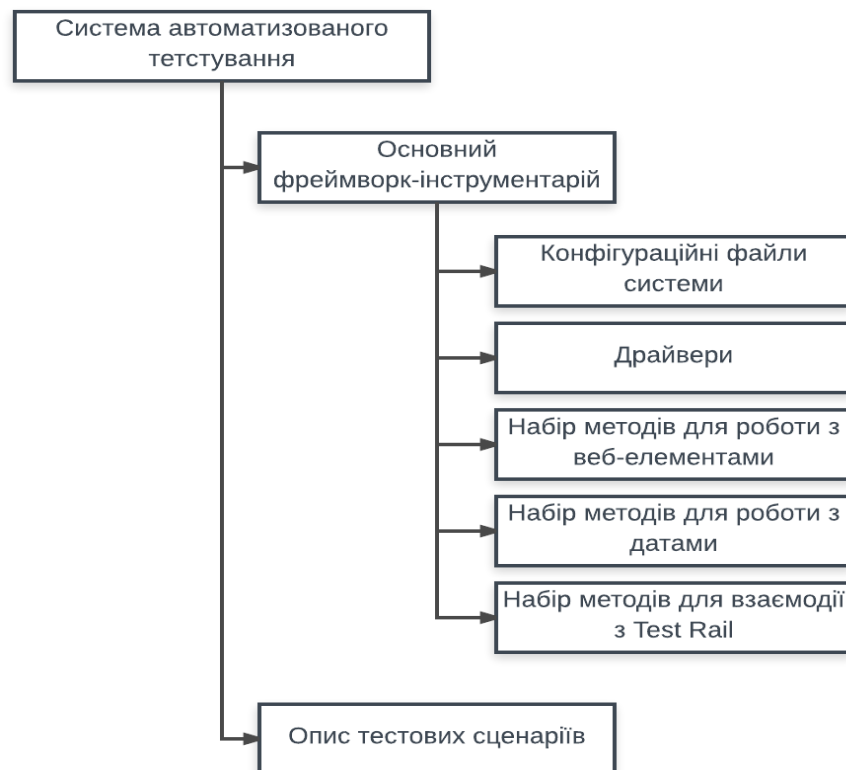 Система автоматизованого
тетстування
Основний
фреймворк-інструментарій
Конфігураційні файли
системи
Драйвери
Набір методів для роботи з
веб-елементами
Набір методів для роботи з
датами
Набір методів для взаємодії
з Test Rail
Опис тестових сценаріїв